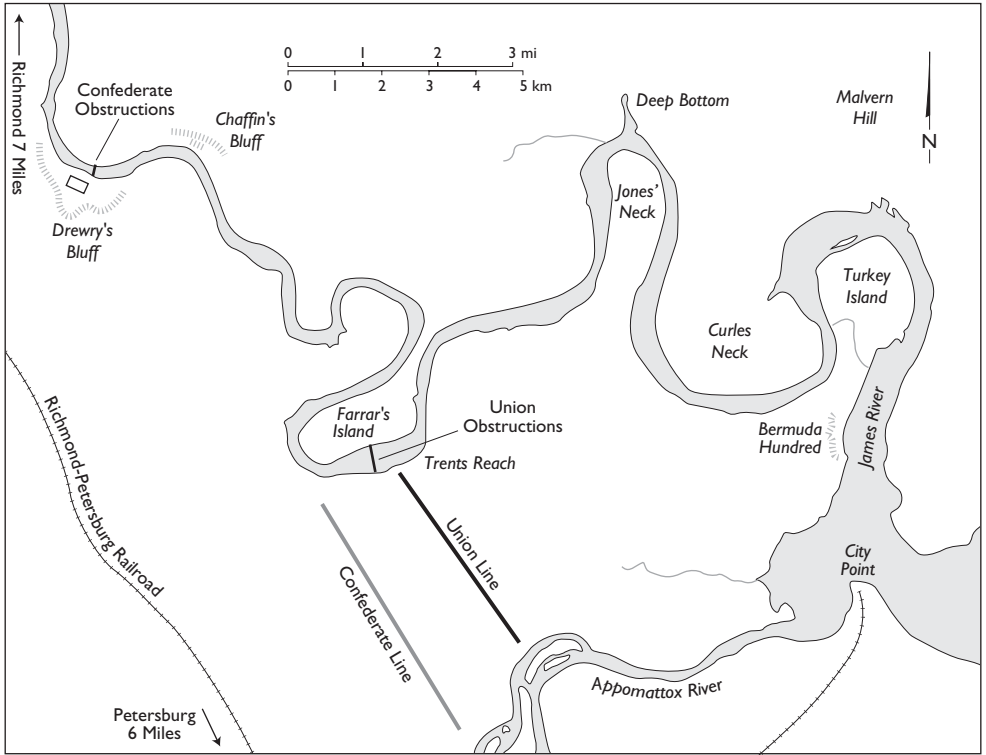 0 1 2 3 mi
0 1 2 3 4 5 km
Richmond 7 Miles
Confederate
Obstructions
Chaffin's
Bluff
Drewry's
Bluff
Deep Bottom
Malvern
Hill
N
Jones'
Neck
Turkey
Island
Curles
Neck
Farrar's
Island
Union
Obstructions
Trents Reach
Bermuda
Hundred
James River
Richmond-Petersburg Railroad
Union Line
Confederate Line
City
Point
Appomattox River
Petersburg
6 Miles